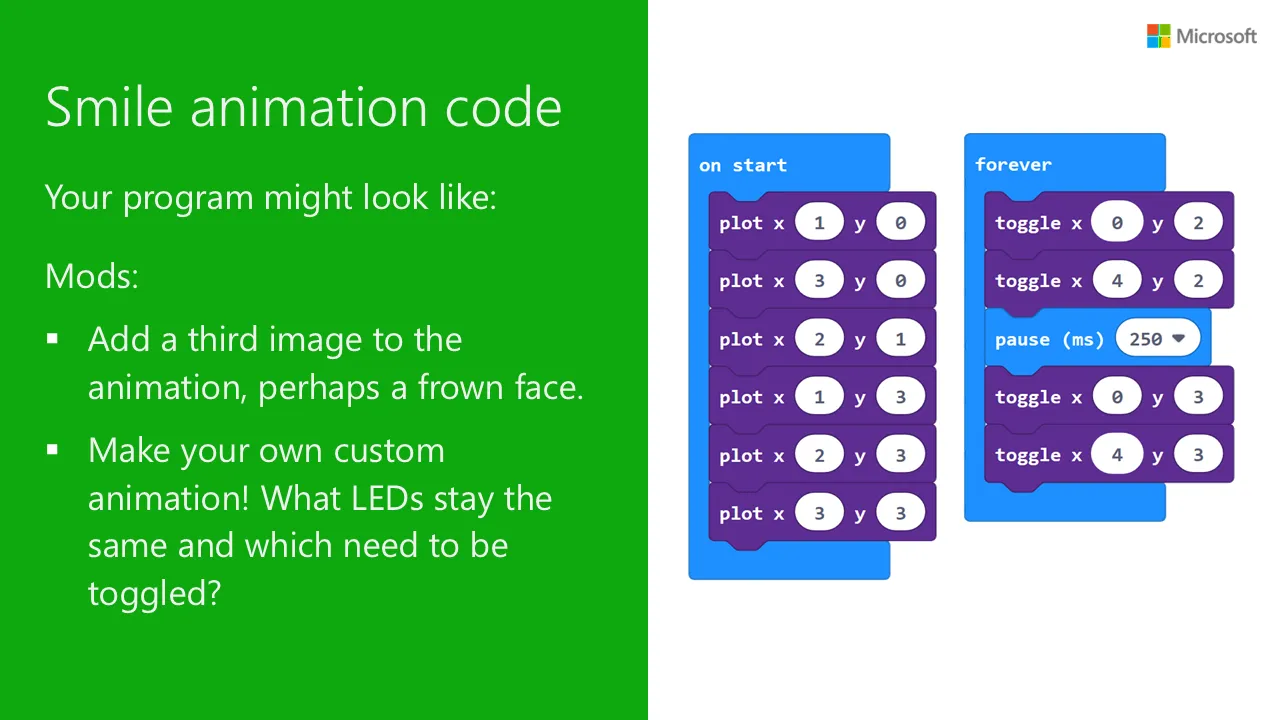 Microsoft
Smile animation code
Your program might look like:
Mods:
▪ Add a third image to the
animation, perhaps a frown face.
▪ Make your own custom
animation! What LEDs stay the
same and which need to be
toggled?
on start
plot x 1 y 0
plot x 3 y 0
plot x 2 y 1
plot x 1 y 3
plot x 2 y 3
plot x 3 y 3
forever
toggle x 0 y 2
toggle x 4 y 2
pause (ms) 250
toggle x 0 y 3
toggle x 4 y 3